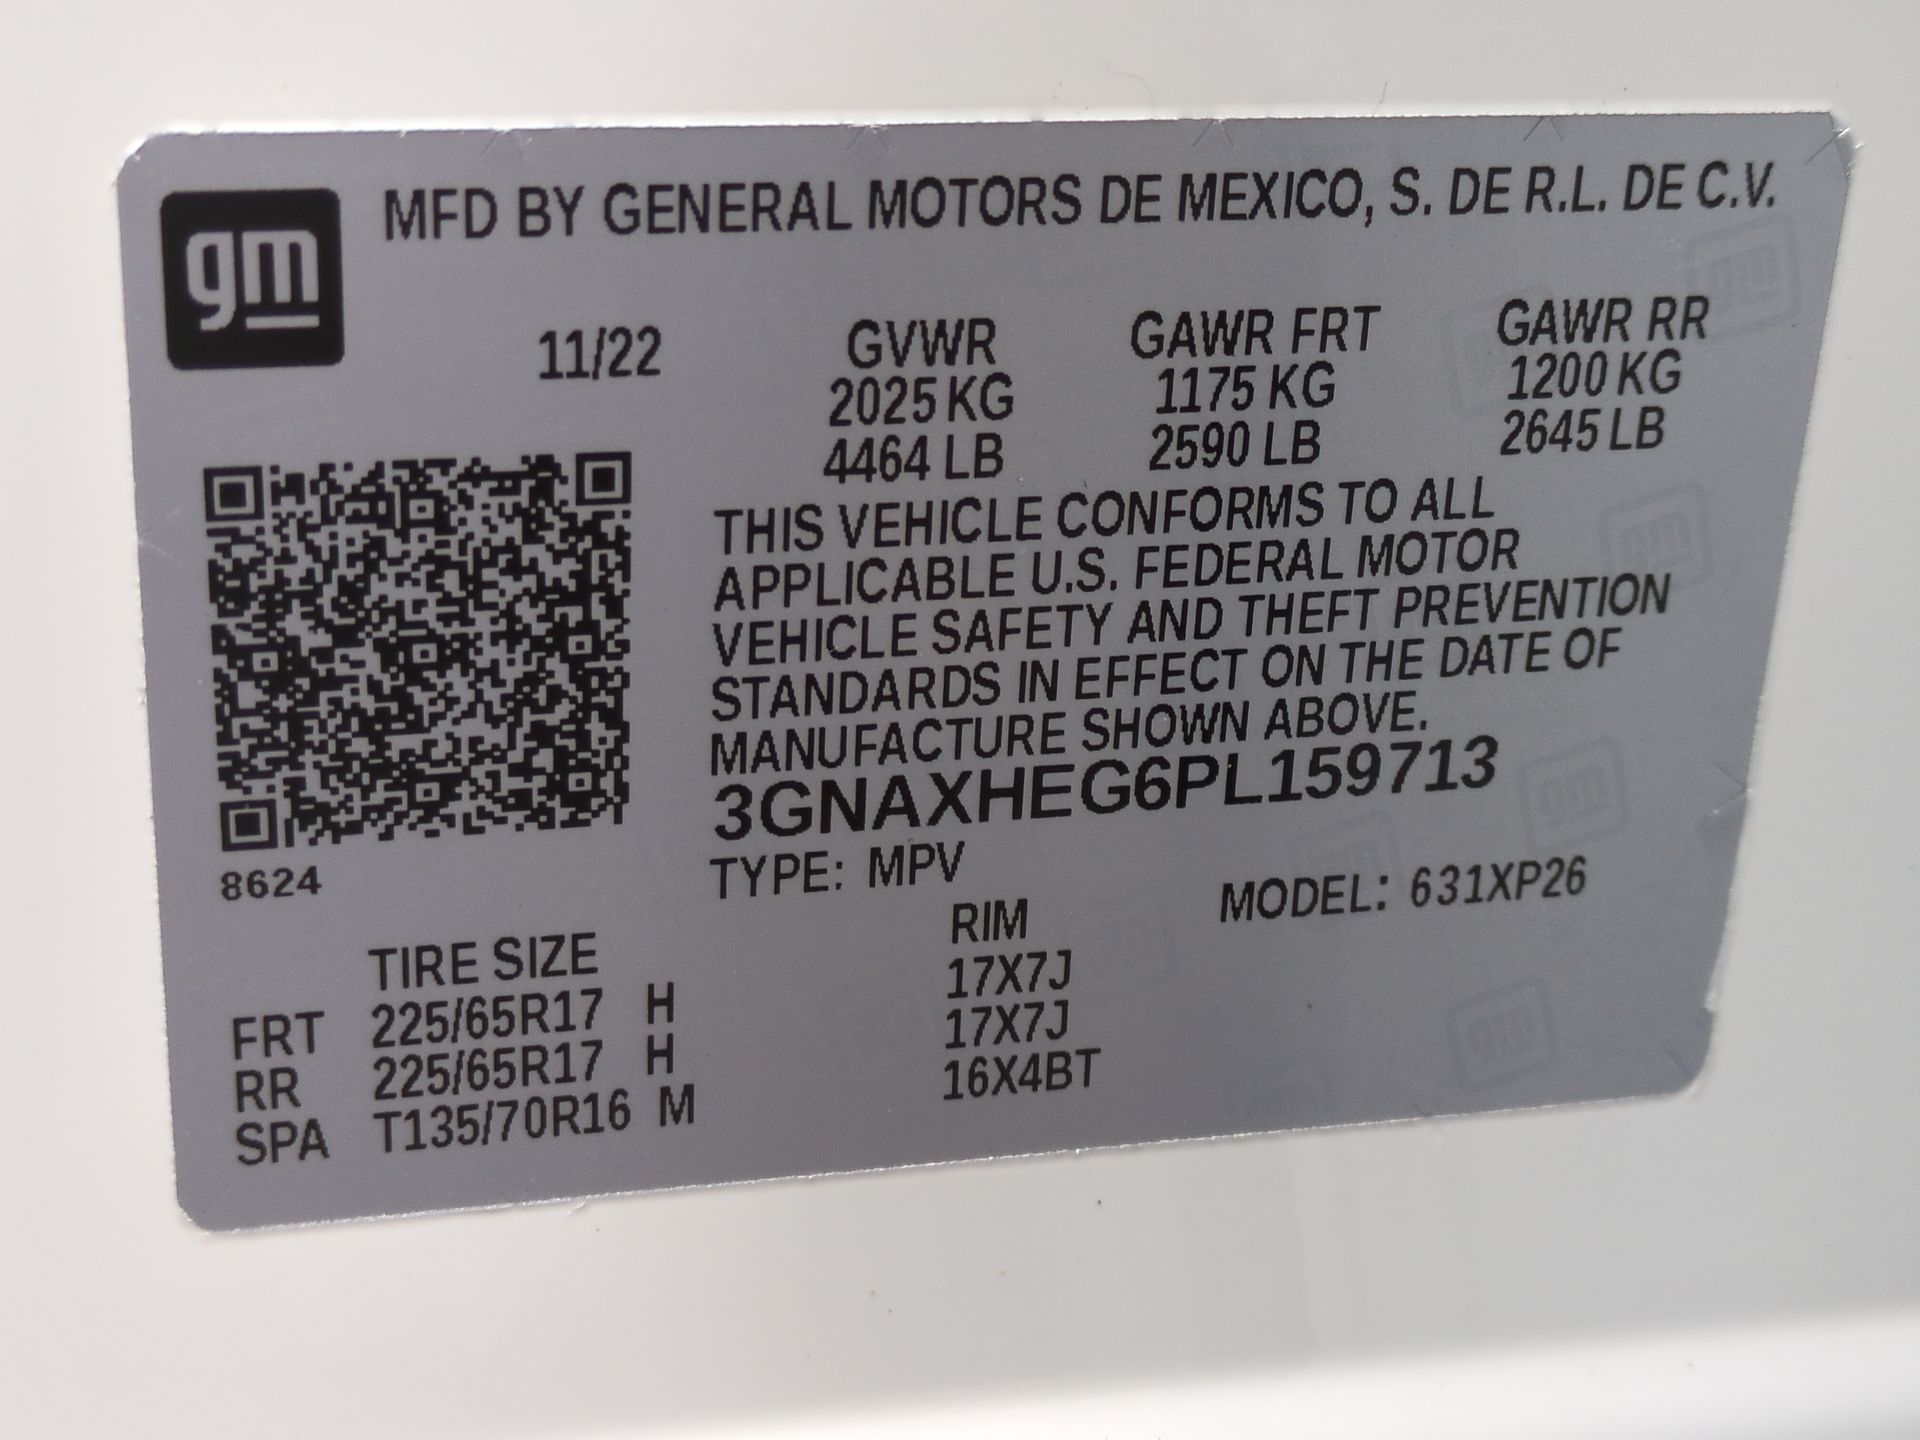 gm
MFD BY GENERAL MOTORS DE MEXICO, S. DE R.L. DE C.V.
11/22 GVWR GAWR FRT GAWR RR
2025 KG 1175 KG 1200 KG
4464 LB 2590 LB 2645 LB
THIS VEHICLE CONFORMS TO ALL
APPLICABLE U.S. FEDERAL MOTOR
VEHICLE SAFETY AND THEFT PREVENTION
STANDARDS IN EFFECT ON THE DATE OF
MANUFACTURE SHOWN ABOVE.
3GNAXHEG6PL159713
8624
TYPE: MPV MODEL: 631XP26
TIRE SIZE RIM
FRT 225/65R17 H 17X7J
RR 225/65R17 H 17X7J
SPA T135/70R16 M 16X4BT